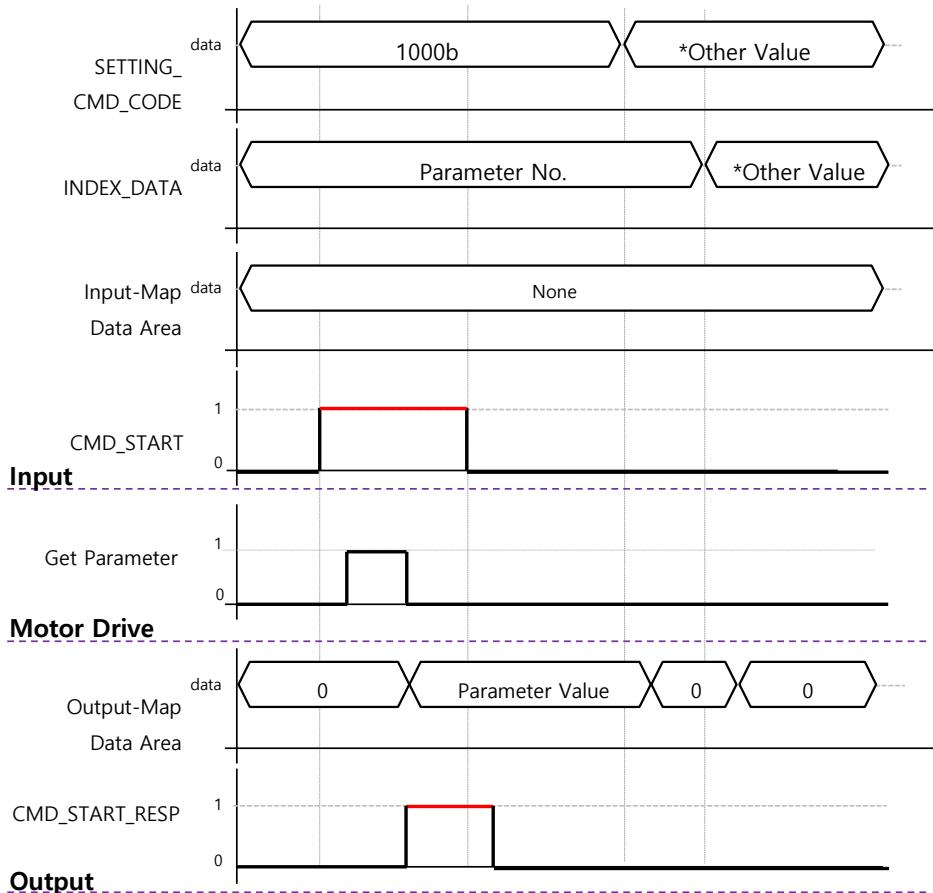 data
1000b
*Other Value
SETTING_
CMD_CODE
data
Parameter No.
*Other Value
INDEX_DATA
data
None
Input-Map
Data Area
1
CMD_START
0
Input
1
Get Parameter
0
Motor Drive
data
0
Parameter Value
0
0
Output-Map
Data Area
1
CMD_START_RESP
0
Output